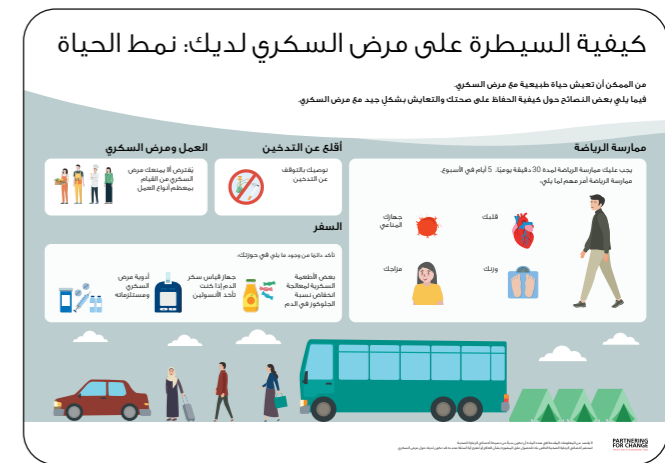 كيفية السيطرة على مرض السكري لديك: نمط الحياة
من الممكن أن تعيش حياة طبيعية مع مرض السكري.
فيما يلي بعض النصائح حول كيفية الحفاظ على صحتك والتعايش بشكلٍ جيد مع مرض السكري.
ممارسة الرياضة
يجب عليك ممارسة الرياضة لمدة 30 دقيقة يوميًا، 5 أيام في الأسبوع.
ممارسة الرياضة أمر مهم لما يلي:
قلبك
جهازك
المناعي
وزنك
مزاجك
أقلع عن التدخين
نوصيك بالتوقف
عن التدخين
العمل ومرض السكري
يُفترض ألا يمنعك مرض
السكري من القيام
بمعظم أنواع العمل
السفر
تأكد دائمًا من وجود ما يلي في حوزتك:
بعض الأطعمة
السكرية لمعالجة
انخفاض نسبة
الجلوكوز في الدم
جهاز قياس سكر
الدم إذا كنت
تأخذ الأنسولين
أدوية مرض
السكري
ومستلزماته
PARTNERING
FOR CHANGE